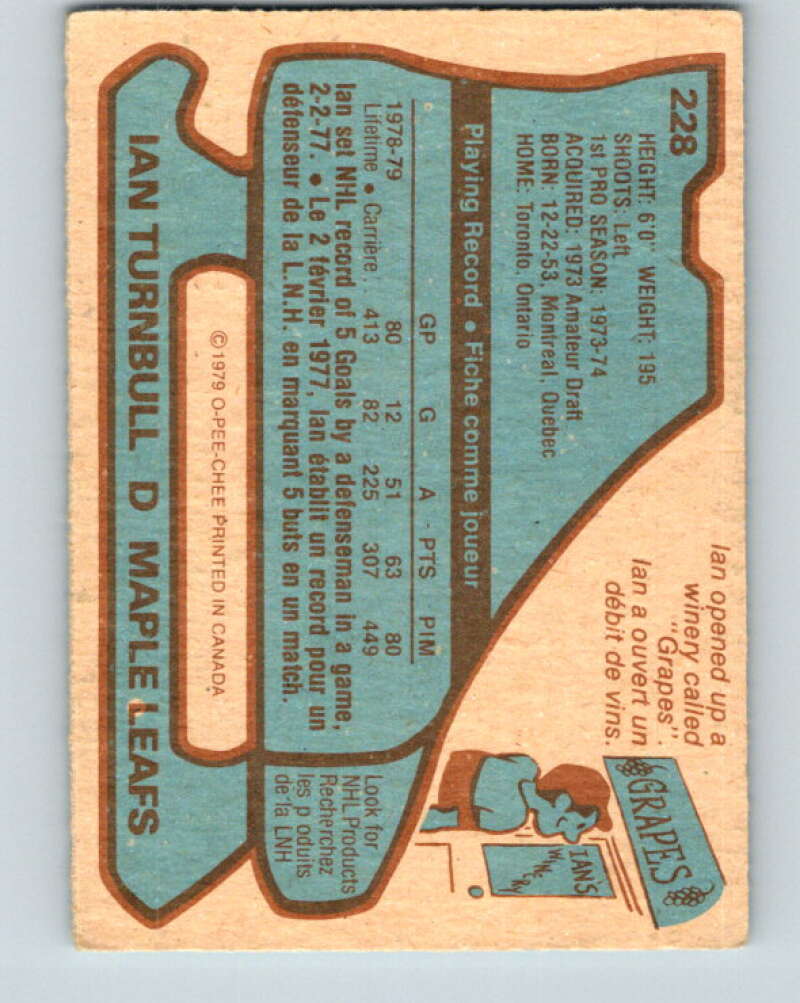 228
HEIGHT: 6'0" WEIGHT: 195
SHOOTS: Left
1st PRO SEASON: 1973-74
ACQUIRED: 1973 Amateur Draft
BORN: 12-22-53, Montreal, Quebec
HOME: Toronto, Ontario
Ian opened up a
winery called
"Grapes".
Ian a ouvert un
débit de vins.
GRAPES
IAN'S
WINERY
Playing Record • Fiche comme joueur
GP G A - PTS PIM
1978-79 80 12 51 63 80
Lifetime • Carrière . 413 82 225 307 449
Ian set NHL record of 5 Goals by a defenseman in a game,
2-2-77. • Le 2 février 1977, Ian établit un record pour un
défenseur de la L.N.H. en marquant 5 buts en un match.
Look for
NHL Products
Recherchez
les p oduits
de la LNH
©1979 O-PEE-CHEE PRINTED IN CANADA
IAN TURNBULL D MAPLE LEAFS